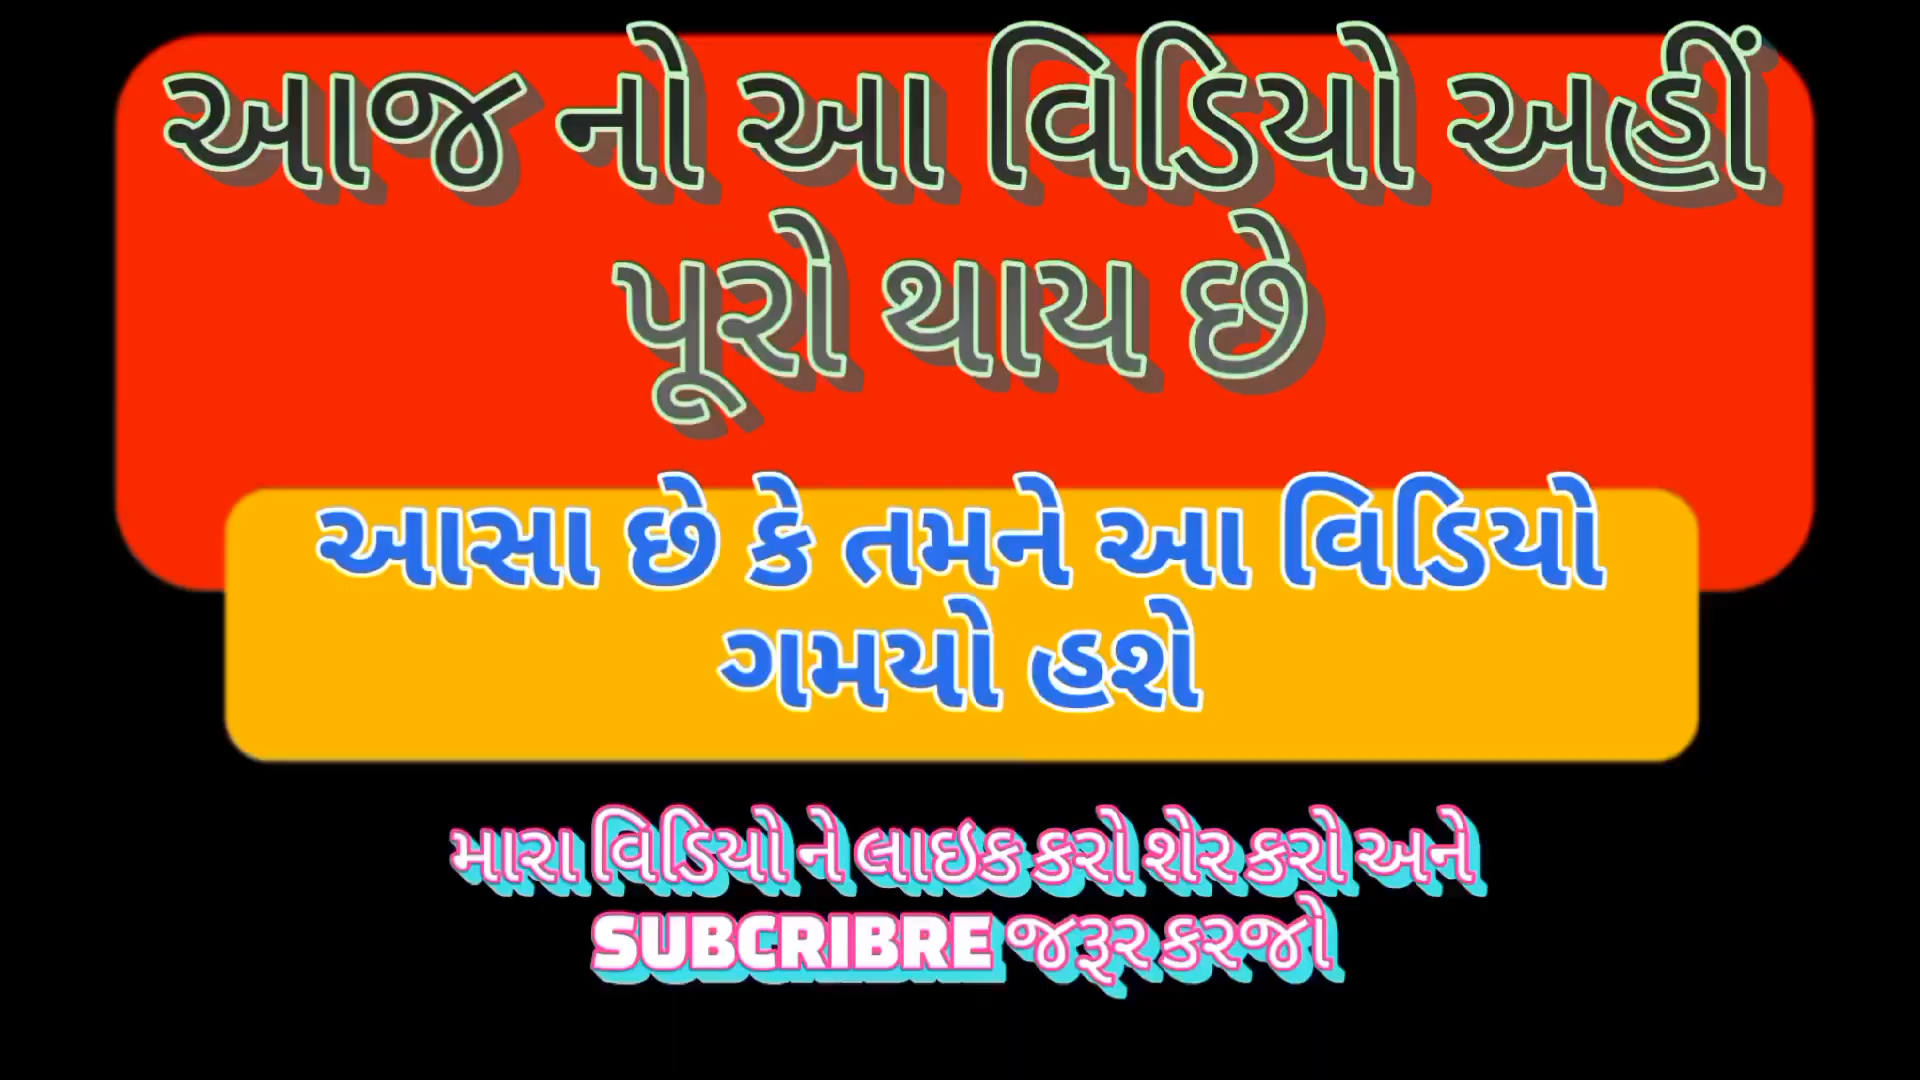 આજ નો આ વિડિયો અહીં
પૂરો થાય છે
આસા છે કે તમને આ વિડિયો
ગમયો હશે
મારા વિડિયો ને લાઇક કરો શેર કરો અને
SUBCRIBRE જરૂર કરજો